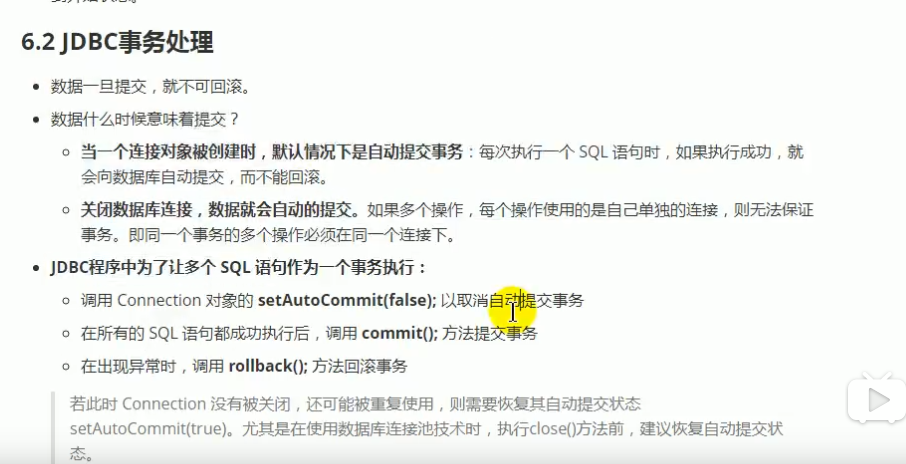 6.2 JDBC事务处理
数据一旦提交，就不可回滚。
数据什么时候意味着提交？
当一个连接对象被创建时，默认情况下是自动提交事务：每次执行一个 SQL 语句时，如果执行成功，就
会向数据库自动提交，而不能回滚。
关闭数据库连接，数据就会自动的提交。如果多个操作，每个操作使用的是自己单独的连接，则无法保证
事务。即同一个事务的多个操作必须在同一个连接下。
JDBC程序中为了让多个 SQL 语句作为一个事务执行：
调用 Connection 对象的 setAutoCommit(false); 以取消自动提交事务
在所有的 SQL 语句都成功执行后，调用 commit(); 方法提交事务
在出现异常时，调用 rollback(); 方法回滚事务
若此时 Connection 没有被关闭，还可能被重复使用，则需要恢复其自动提交状态
setAutoCommit(true)。尤其是在使用数据库连接池技术时，执行close()方法前，建议恢复自动提交状
态。